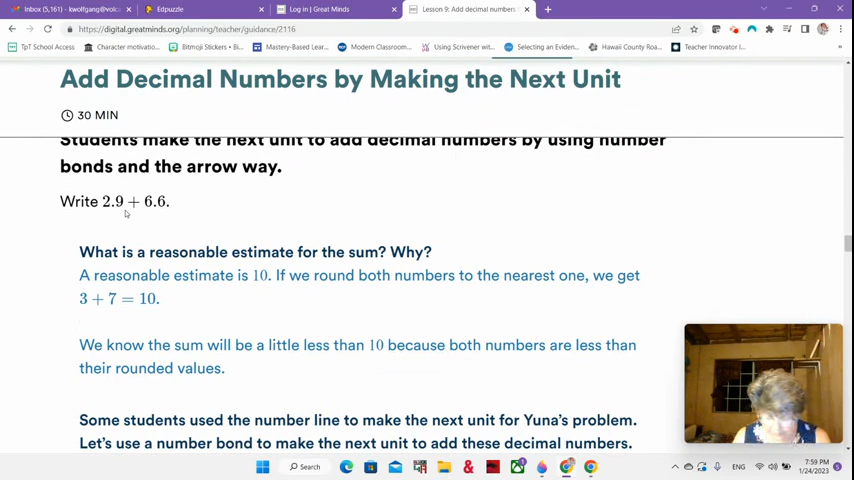 Inbox (5,161) - kwolfgang@volc
Edpuzzle
Log in | Great Minds
Lesson 9: Add decimal numbers
https://digital.greatminds.org/planning/teacher/guidance/2116
TpT School Access
Character motivatio...
Bitmoji Stickers • Bi...
Mastery-Based Lear...
Modern Classroom...
Using Scrivener wit...
Selecting an Eviden...
Hawaii County Roa...
Teacher Innovator I...
Add Decimal Numbers by Making the Next Unit
30 MIN
Students make the next unit to add decimal numbers by using number
bonds and the arrow way.
Write 2.9 + 6.6.
What is a reasonable estimate for the sum? Why?
A reasonable estimate is 10. If we round both numbers to the nearest one, we get
3 + 7 = 10.
We know the sum will be a little less than 10 because both numbers are less than
their rounded values.
Some students used the number line to make the next unit for Yuna's problem.
Let's use a number bond to make the next unit to add these decimal numbers.
Search
ENG
7:59 PM
1/24/2023